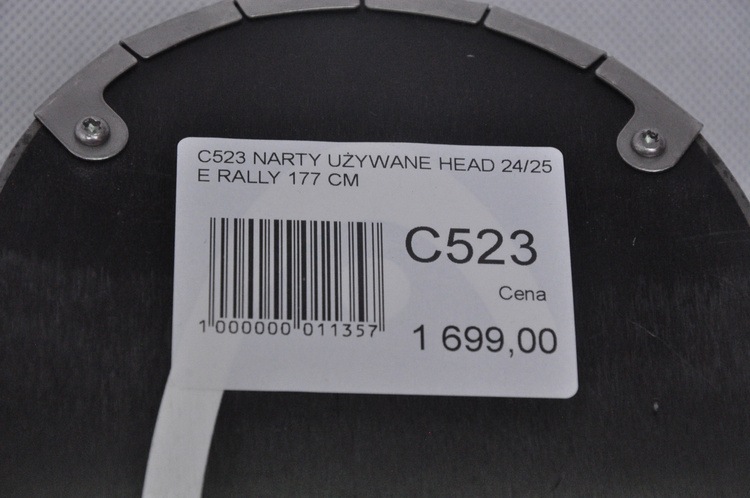 C523 NARTY UŻYWANE HEAD 24/25
E RALLY 177 CM
C523
Cena
1 699,00
1 000000 011357